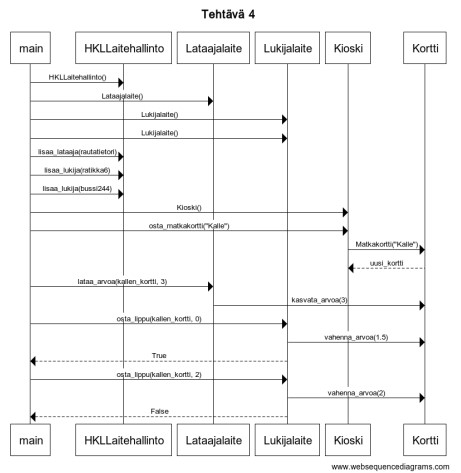 Tehtävä 4
main HKLLaitehallinto Lataajalaite Lukijalaite Kioski Kortti
HKLLaitehallinto()
Lataajalaite()
Lukijalaite()
Lukijalaite()
lisaa_lataaja(rautatietori)
lisaa_lukija(ratikka6)
lisaa_lukija(bussi244)
Kioski()
osta_matkakortti("Kalle")
Matkakortti("Kalle")
uusi_kortti
lataa_arvoa(kallen_kortti, 3)
kasvata_arvoa(3)
osta_lippu(kallen_kortti, 0)
vahenna_arvoa(1.5)
True
osta_lippu(kallen_kortti, 2)
vahenna_arvoa(2)
False
main HKLLaitehallinto Lataajalaite Lukijalaite Kioski Kortti
www.websequencediagrams.com